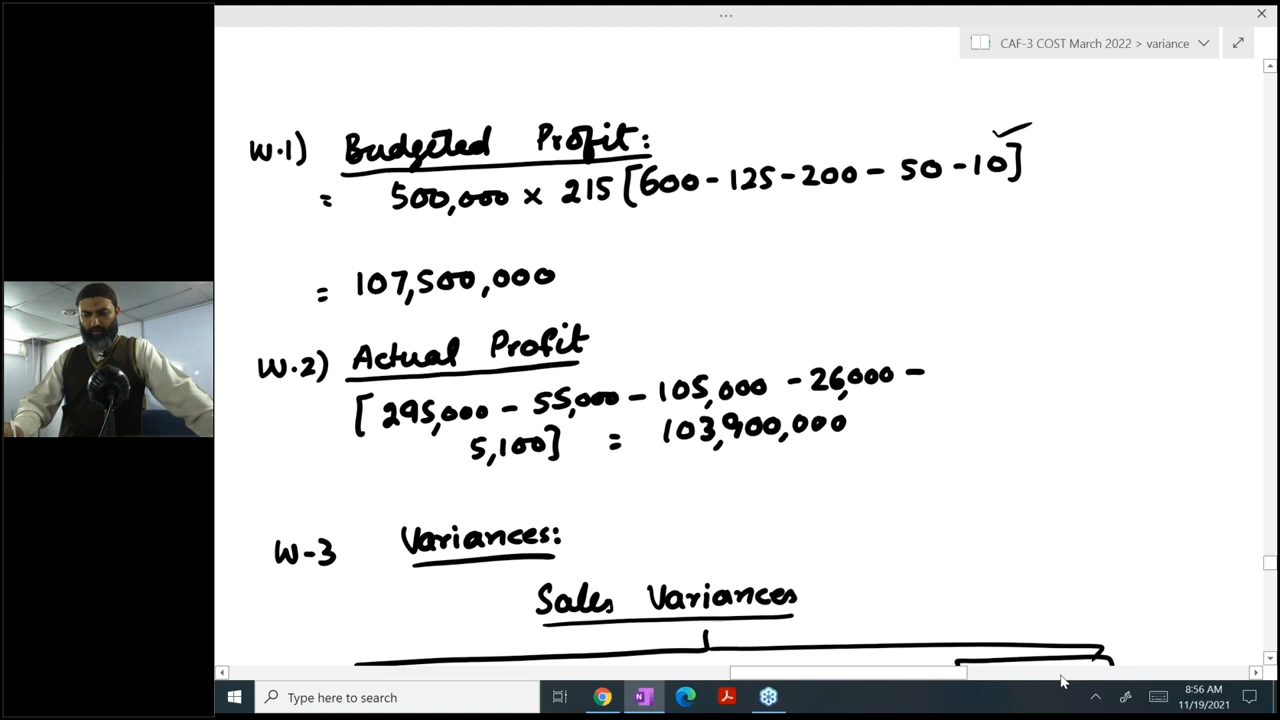 ...
CAF-3 COST March 2022 > variance
W.1) Budgeted Profit:
= 500,000 × 215 [600 - 125 - 200 - 50 - 10]
= 107,500,000
W.2) Actual Profit
[295,000 - 55,000 - 105,000 - 26,000 -
5,100] = 103,900,000
W-3 Variances:
Sales Variances
Type here to search
8:56 AM
11/19/2021